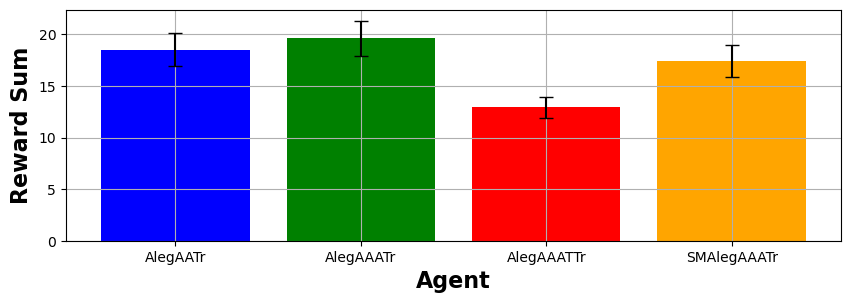 Reward Sum
20
15
10
5
0
AlegAATr
AlegAAATr
AlegAAATTr
SMAlegAAATr
Agent